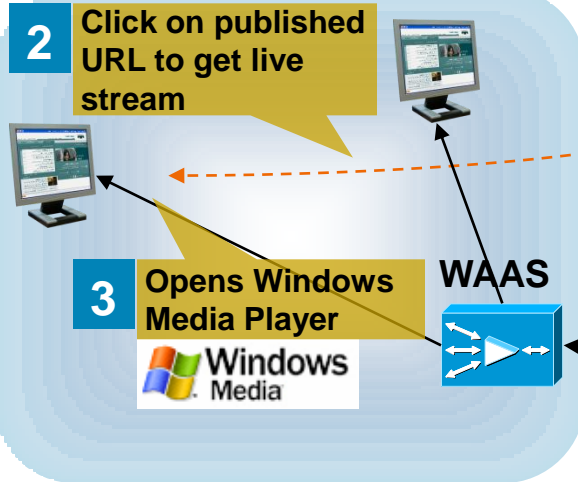 2
Click on published
URL to get live
stream
3
Opens Windows
Media Player
WAAS
Windows
Media